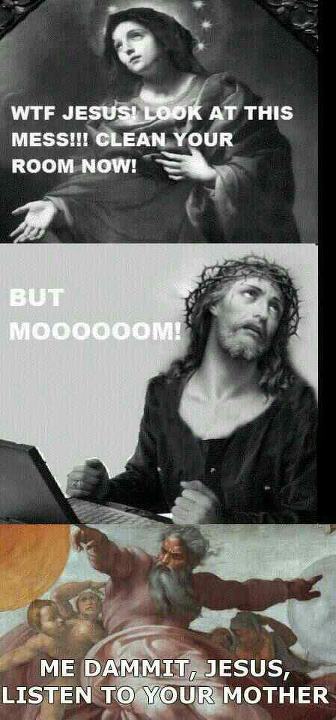 WTF JESUS! LOOK AT THIS
MESS!!! CLEAN YOUR
ROOM NOW!
BUT
MOOOOOOM!
ME DAMMIT, JESUS,
LISTEN TO YOUR MOTHER